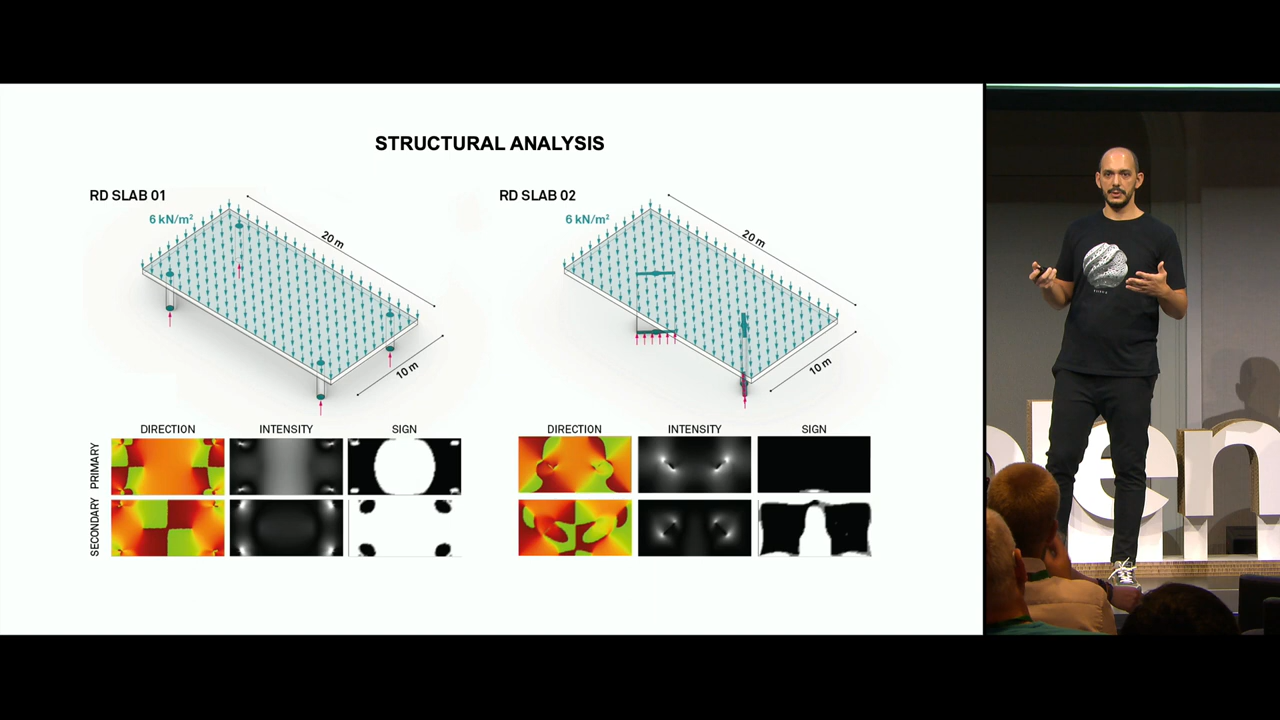 STRUCTURAL ANALYSIS
RD SLAB 01
6 kN/m²
20 m
10 m
DIRECTION INTENSITY SIGN
PRIMARY
SECONDARY
RD SLAB 02
6 kN/m²
20 m
10 m
DIRECTION INTENSITY SIGN
en